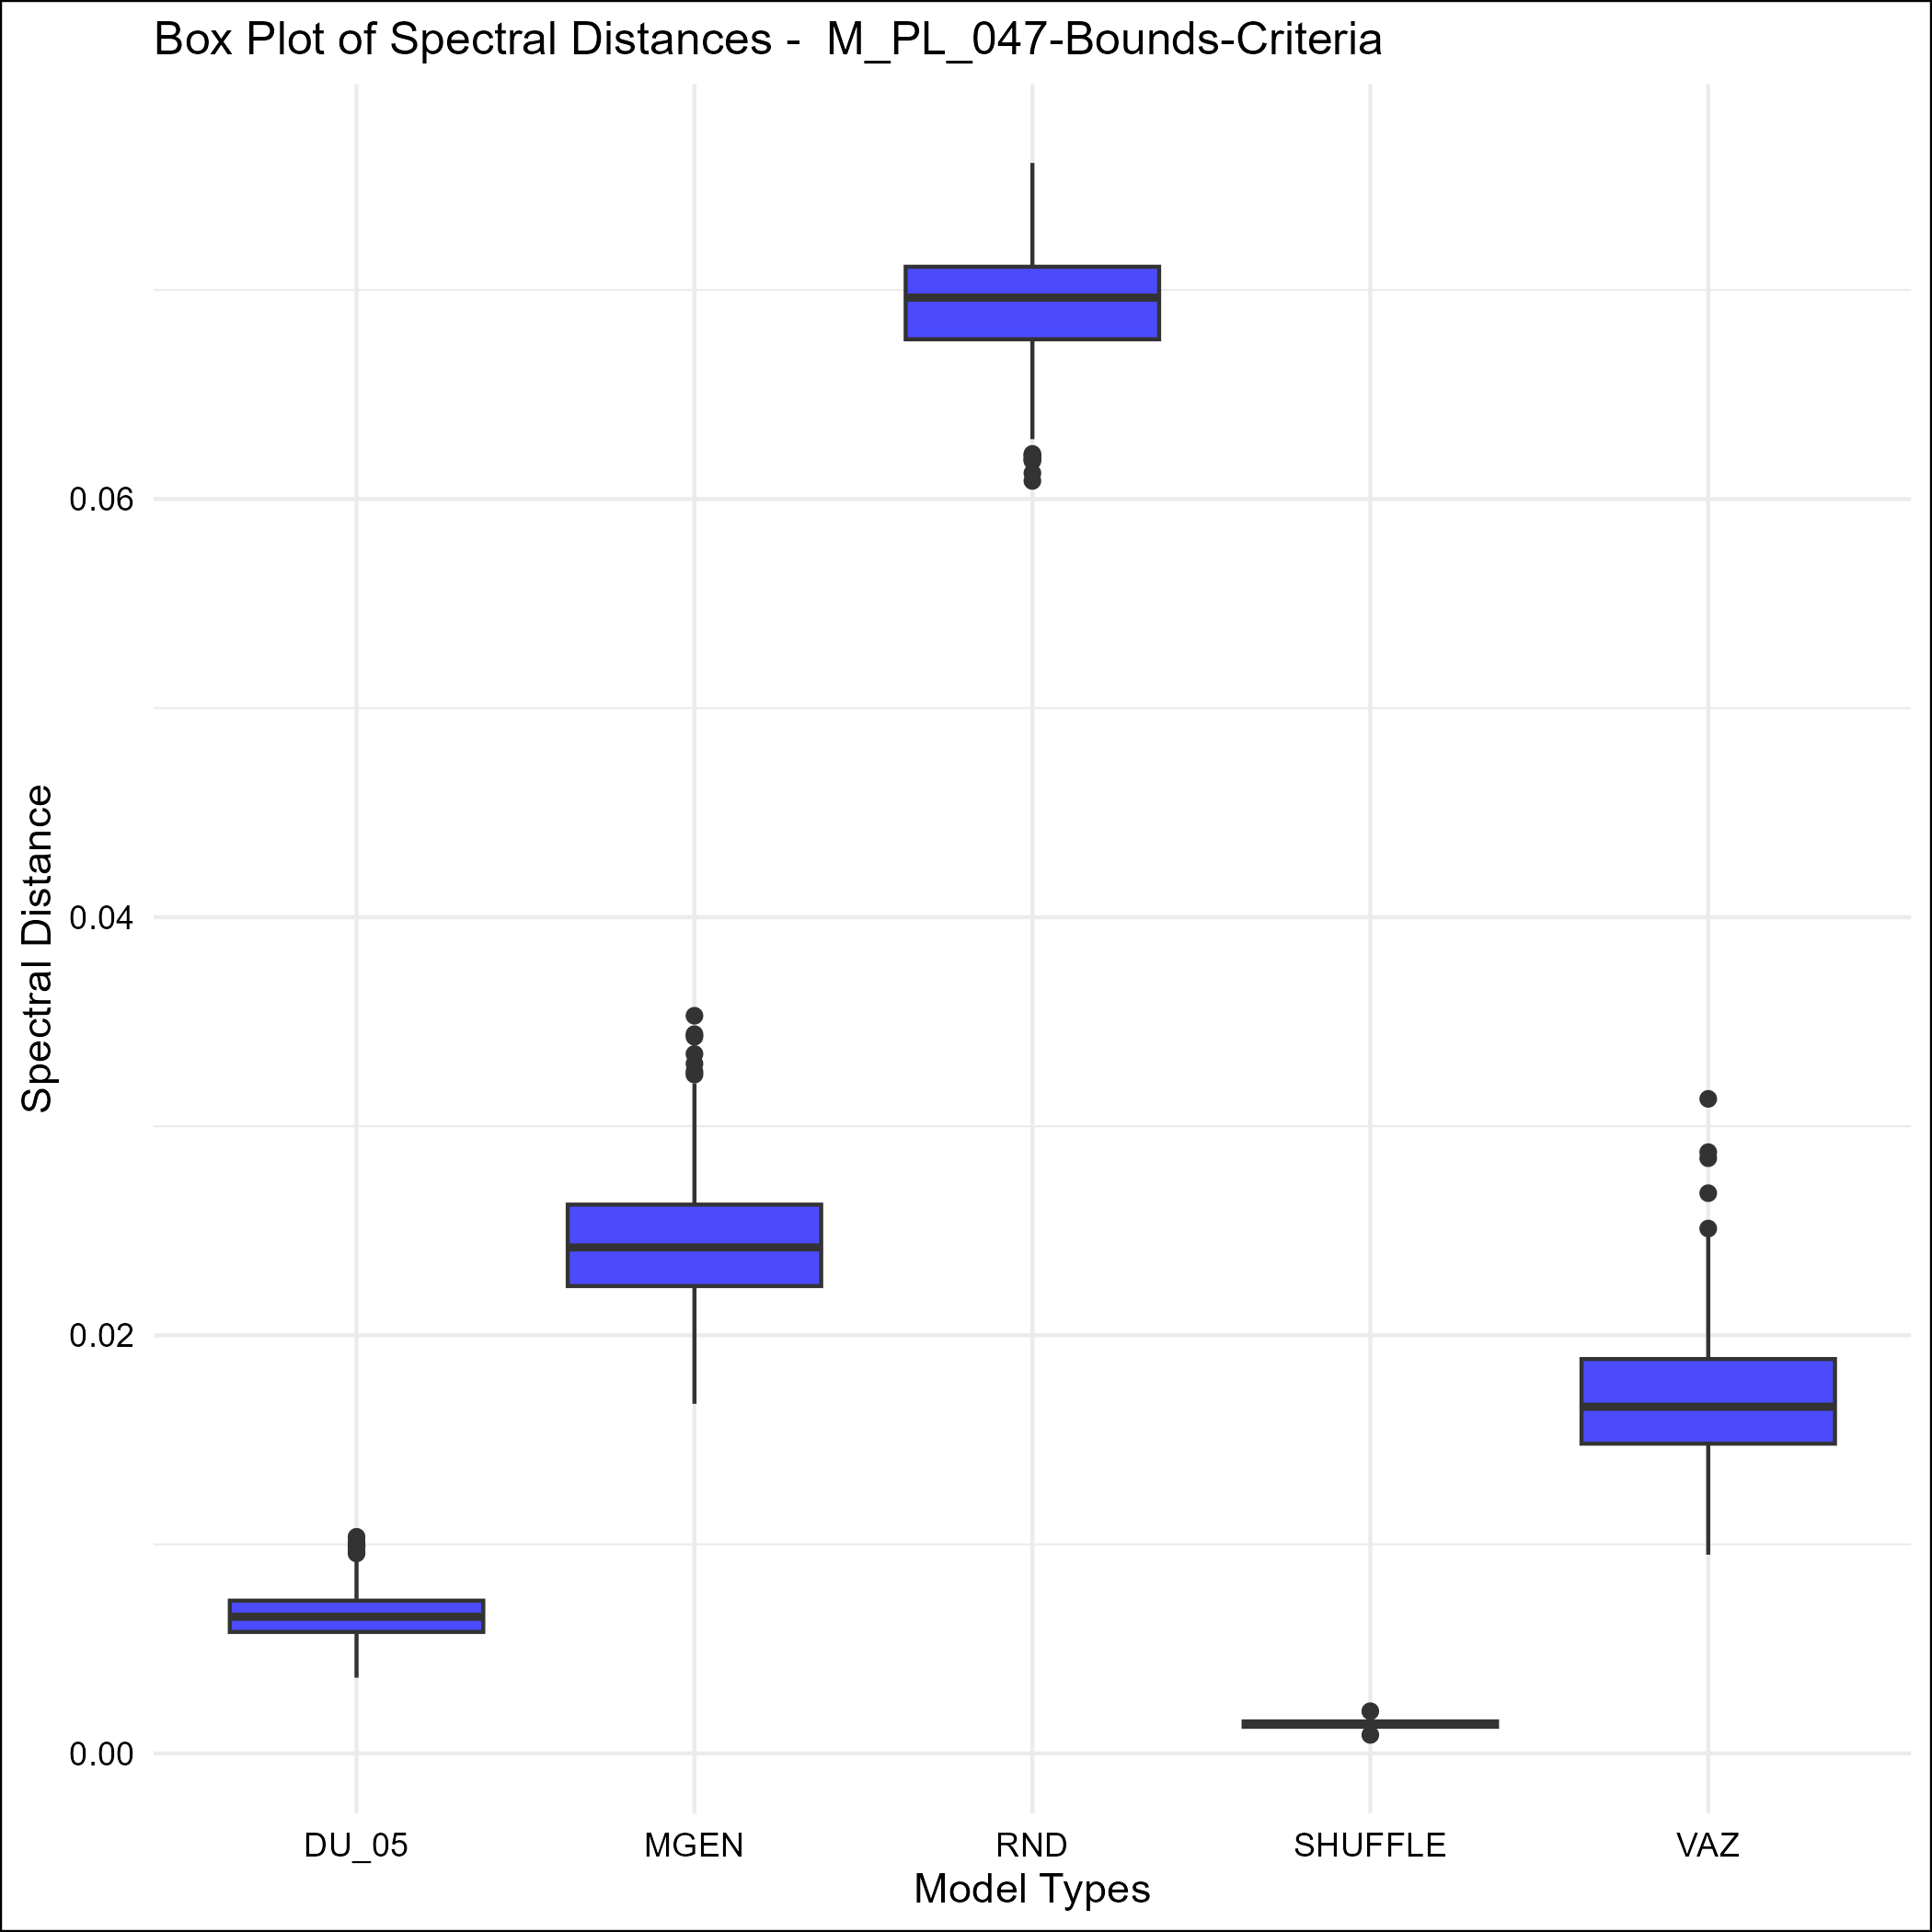 Box Plot of Spectral Distances -  M_PL_047-Bounds-Criteria
Spectral Distance
0.06
0.04
0.02
0.00
DU_05 MGEN RND SHUFFLE VAZ
Model Types